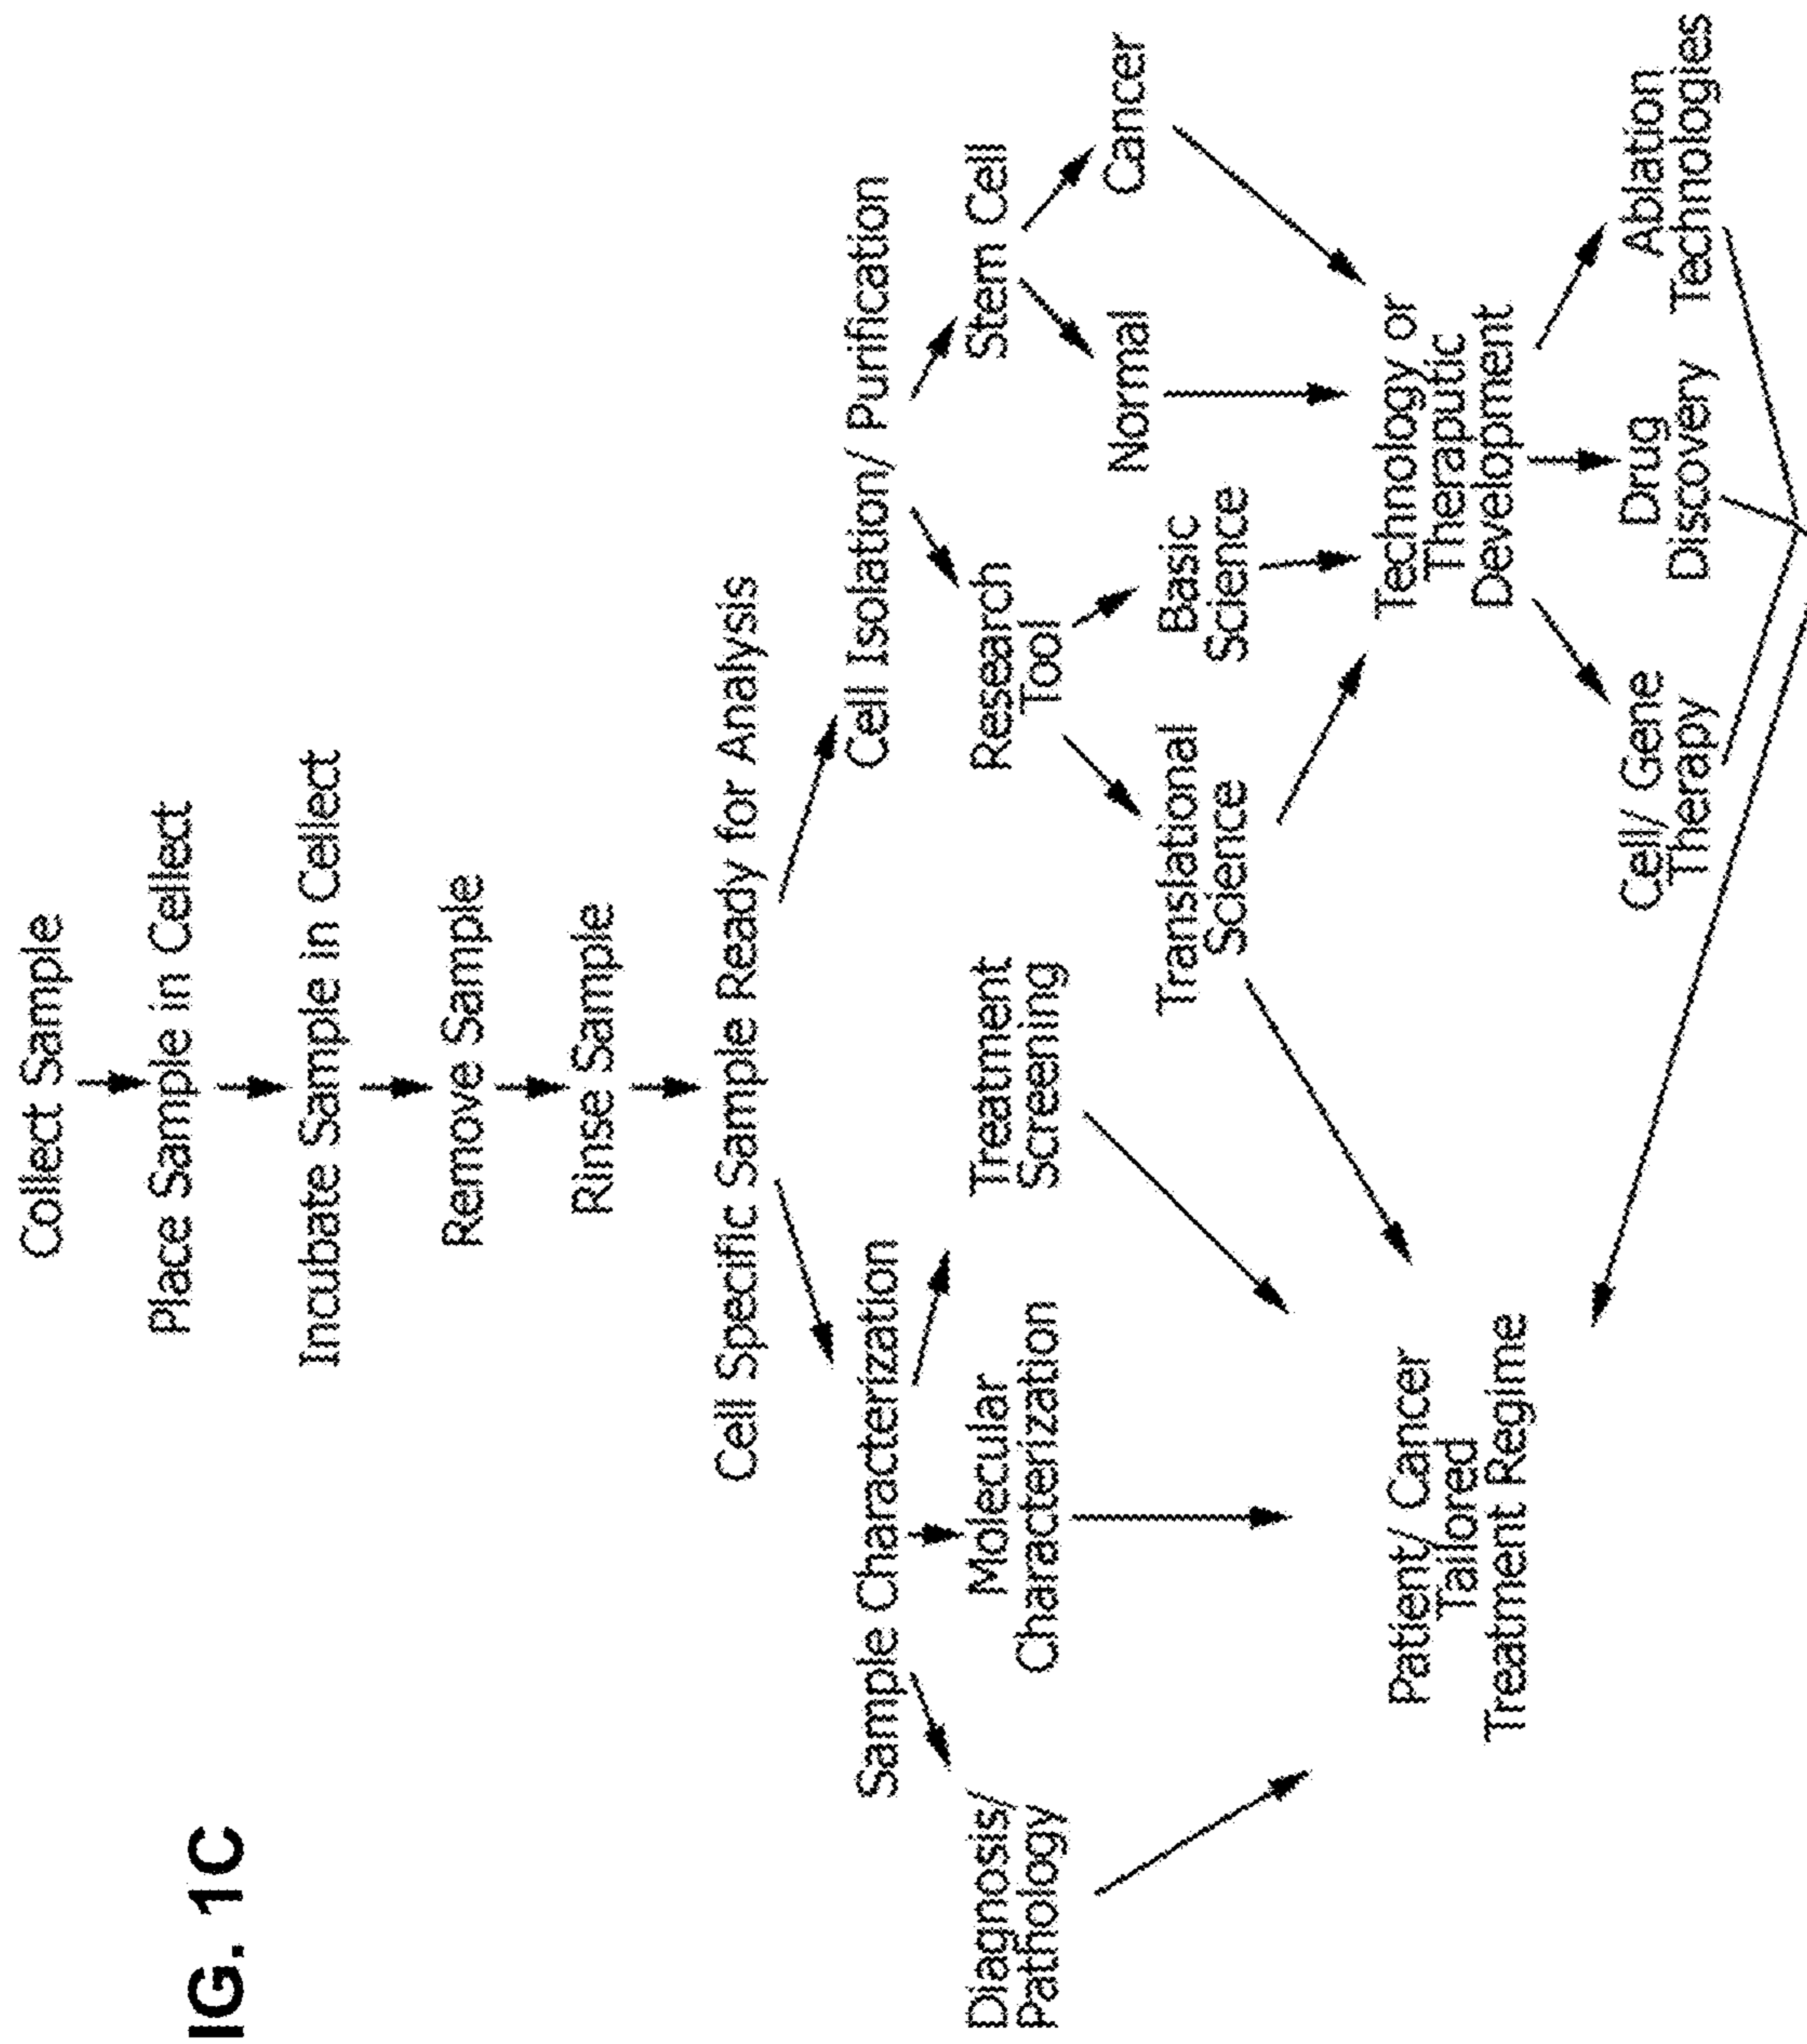 IG. 1C
Collect Sample
Place Sample in Cellect
Incubate Sample in Cellect
Remove Sample
Rinse Sample
Cell Specific Sample Ready for Analysis
Sample Characterization
Cell Isolation/ Purification
Diagnosis/
Pathology
Molecular
Characterization
Treatment
Screening
Research
Tool
Stem Cell
Translational
Science
Basic
Science
Normal
Cancer
Patient/ Cancer
Tailored
Treatment Regime
Technology or
Theraputic
Development
Cell/ Gene
Therapy
Drug
Discovery
Ablation
Technologies